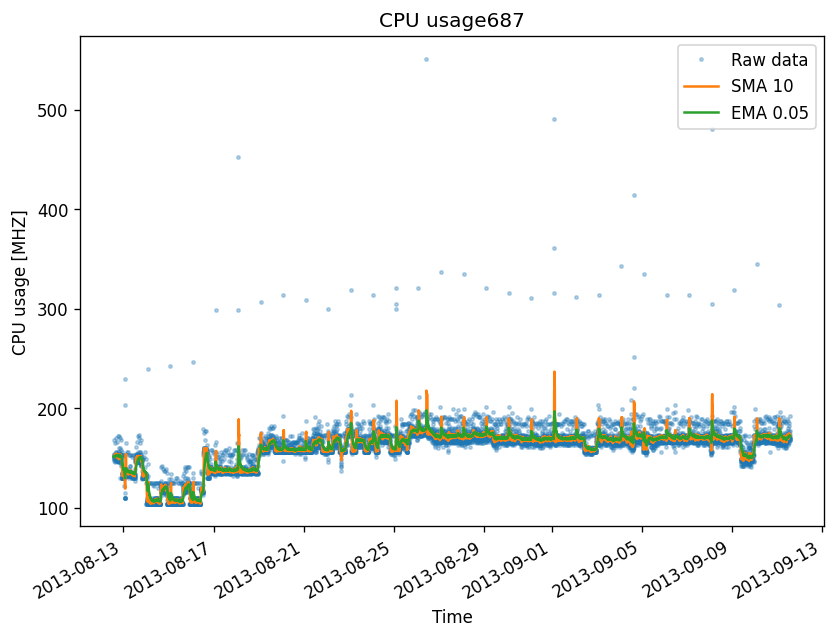 CPU usage687
Raw data
SMA 10
EMA 0.05
CPU usage [MHZ]
500
400
300
200
100
2013-08-13
2013-08-17
2013-08-21
2013-08-25
2013-08-29
2013-09-01
2013-09-05
2013-09-09
2013-09-13
Time